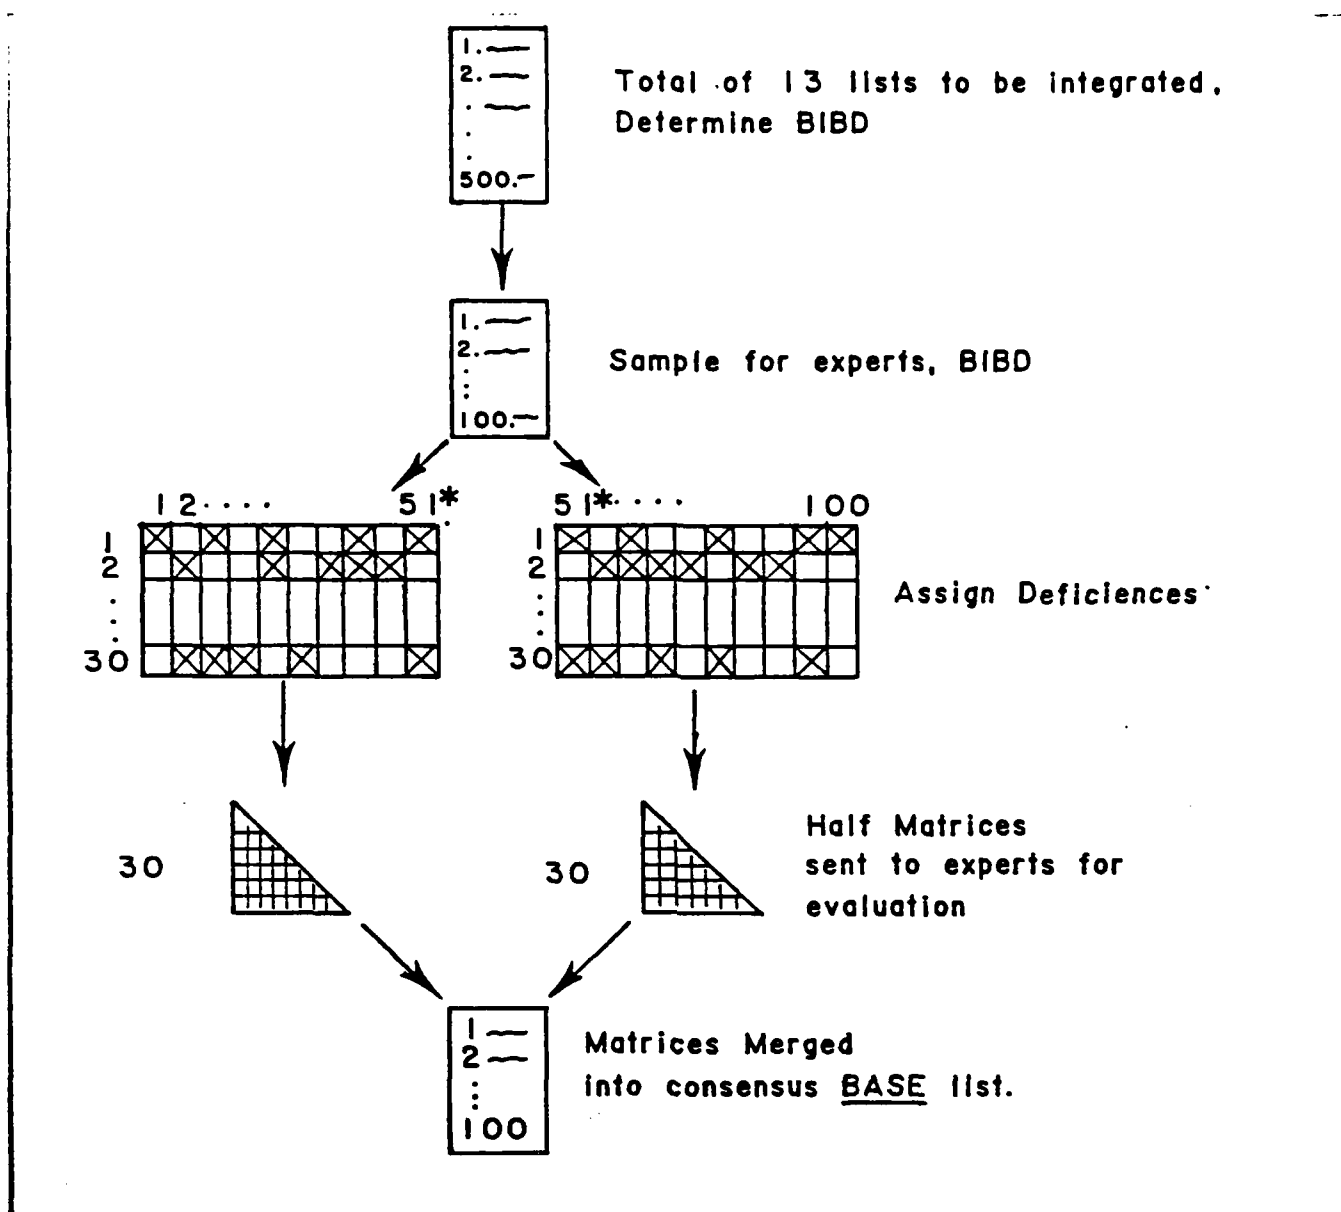 1.
2.
.
.
.
500.
Total of 13 lists to be integrated.
Determine BIBD
1.
2.
.
.
.
100.
Sample for experts, BIBD
1 2 . . . . 51*
1
2
.
.
.
30
51* . . . . 100
1
2
.
.
.
30
Assign Deficiences
30
30
Half Matrices
sent to experts for
evaluation
1
2
.
.
.
100
Matrices Merged
into consensus BASE list.